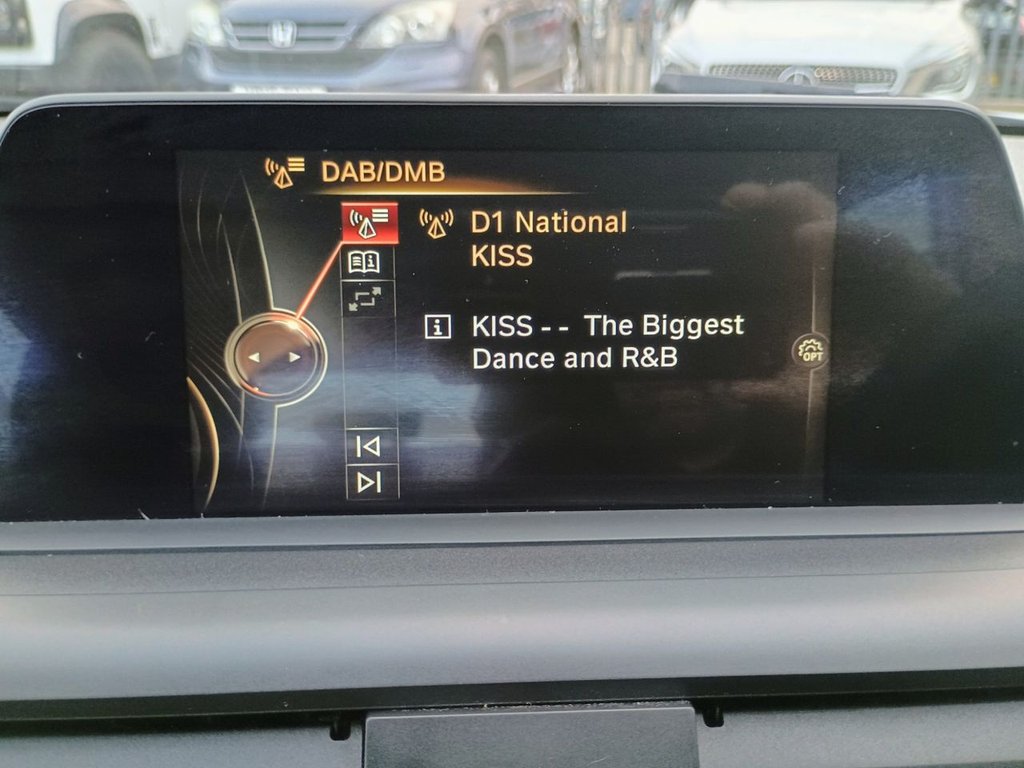 DAB/DMB
D1 National
KISS
KISS - - The Biggest
Dance and R&B
OPT